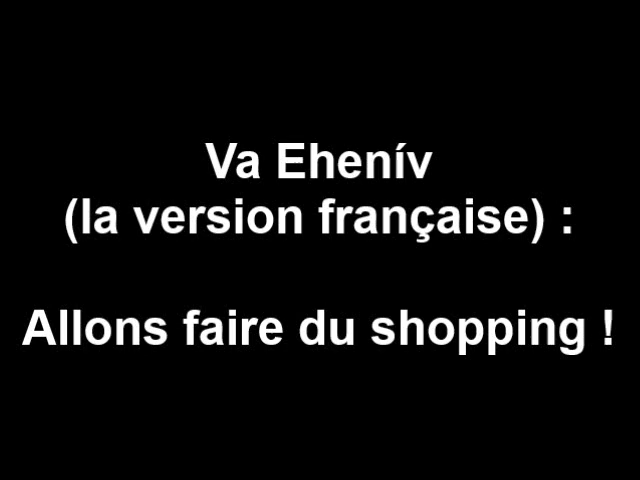 Va Ehenív
(la version française) :
Allons faire du shopping !